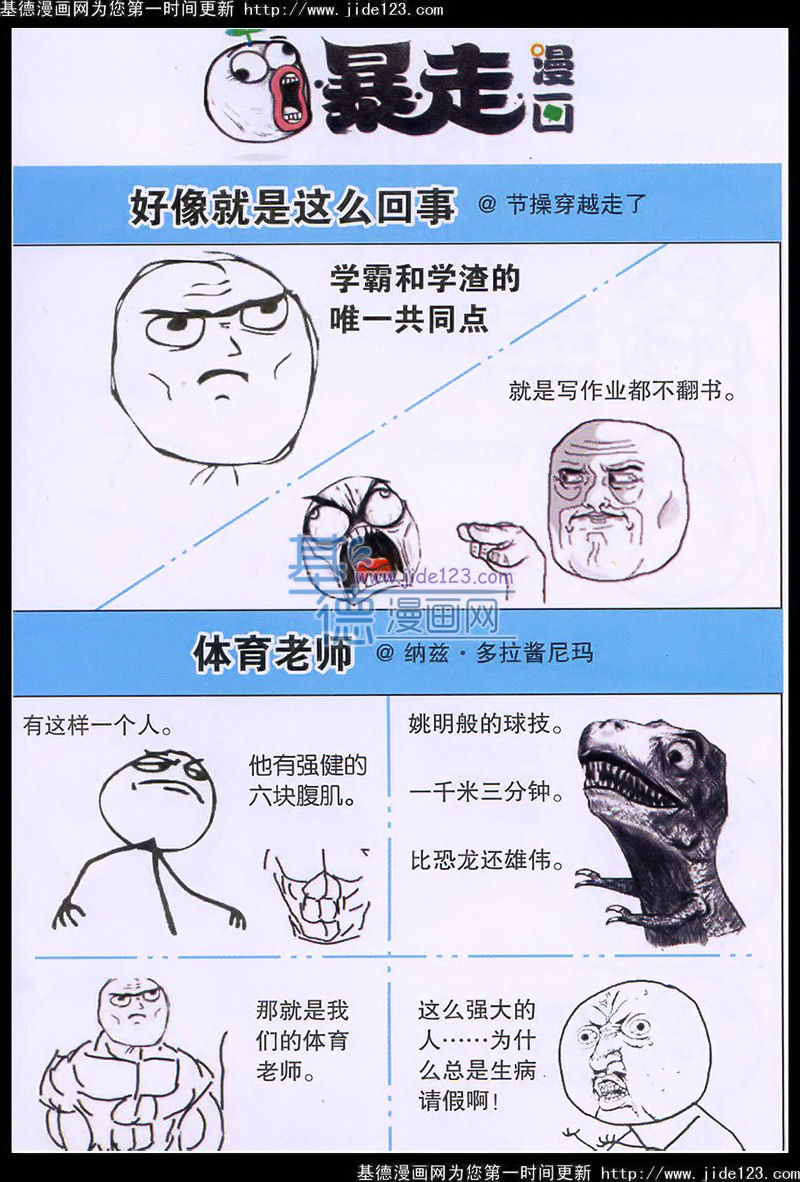 基德漫画网为您第一时间更新 http://www.jide123.com
暴走漫画
好像就是这么回事 @ 节操穿越走了
学霸和学渣的
唯一共同点
就是写作业都不翻书。
基德漫画网
www.jide123.com
体育老师 @ 纳兹·多拉酱尼玛
有这样一个人。
他有强健的
六块腹肌。
姚明般的球技。
一千米三分钟。
比恐龙还雄伟。
那就是我
们的体育
老师。
这么强大的
人……为什
么总是生病
请假啊！
基德漫画网为您第一时间更新 http://www.jide123.com